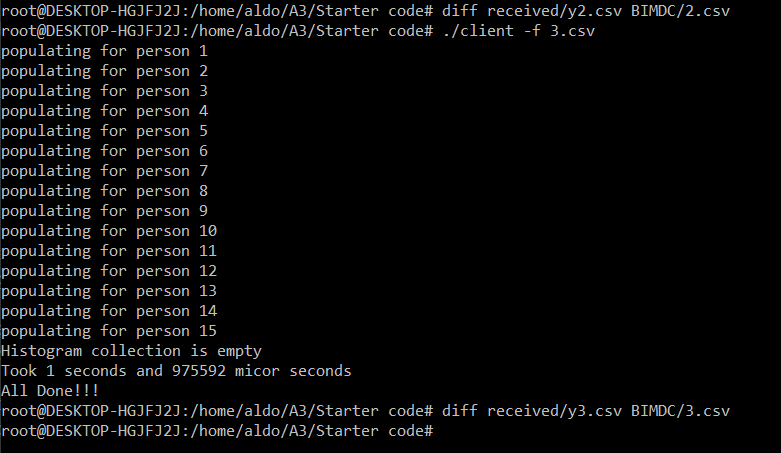 root@DESKTOP-HGJFJ2J:/home/aldo/A3/Starter code# diff received/y2.csv BIMDC/2.csv
root@DESKTOP-HGJFJ2J:/home/aldo/A3/Starter code# ./client -f 3.csv
populating for person 1
populating for person 2
populating for person 3
populating for person 4
populating for person 5
populating for person 6
populating for person 7
populating for person 8
populating for person 9
populating for person 10
populating for person 11
populating for person 12
populating for person 13
populating for person 14
populating for person 15
Histogram collection is empty
Took 1 seconds and 975592 micor seconds
All Done!!!
root@DESKTOP-HGJFJ2J:/home/aldo/A3/Starter code# diff received/y3.csv BIMDC/3.csv
root@DESKTOP-HGJFJ2J:/home/aldo/A3/Starter code#